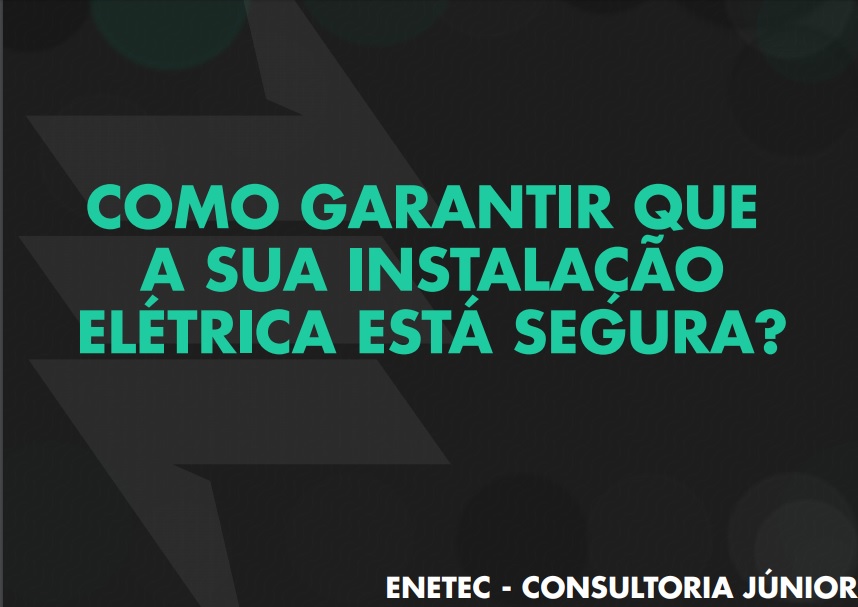 COMO GARANTIR QUE
A SUA INSTALAÇÃO
ELÉTRICA ESTÁ SEGURA?
ENETEC - CONSULTORIA JÚNIOR